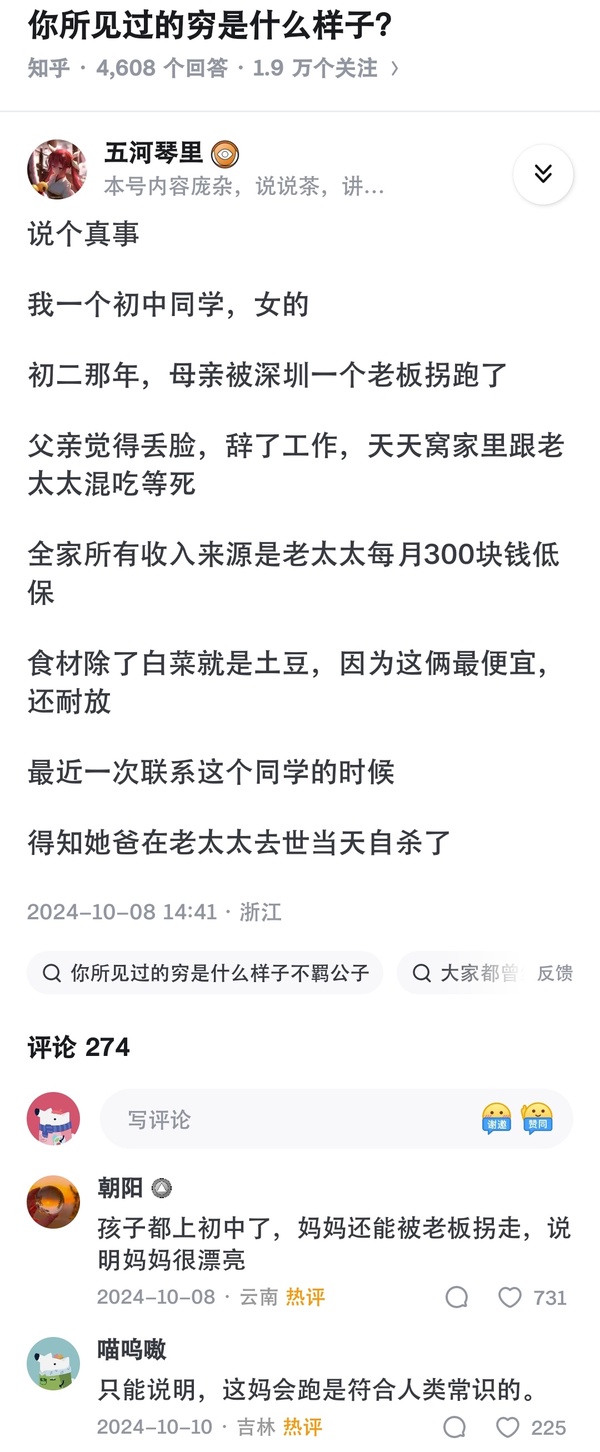 你所见过的穷是什么样子？
知乎 · 4,608 个回答 · 1.9 万个关注 >
五河琴里
本号内容庞杂，说说茶，讲...
说个真事
我一个初中同学，女的
初二那年，母亲被深圳一个老板拐跑了
父亲觉得丢脸，辞了工作，天天窝家里跟老
太太混吃等死
全家所有收入来源是老太太每月300块钱低
保
食材除了白菜就是土豆，因为这俩最便宜，
还耐放
最近一次联系这个同学的时候
得知她爸在老太太去世当天自杀了
2024-10-08 14:41 · 浙江
你所见过的穷是什么样子不羁公子
大家都曾
反馈
评论 274
写评论
谢邀
赞同
朝阳
孩子都上初中了，妈妈还能被老板拐走，说
明妈妈很漂亮
2024-10-08 · 云南 热评
731
喵呜嗷
只能说明，这妈会跑是符合人类常识的。
2024-10-10 · 吉林 热评
225